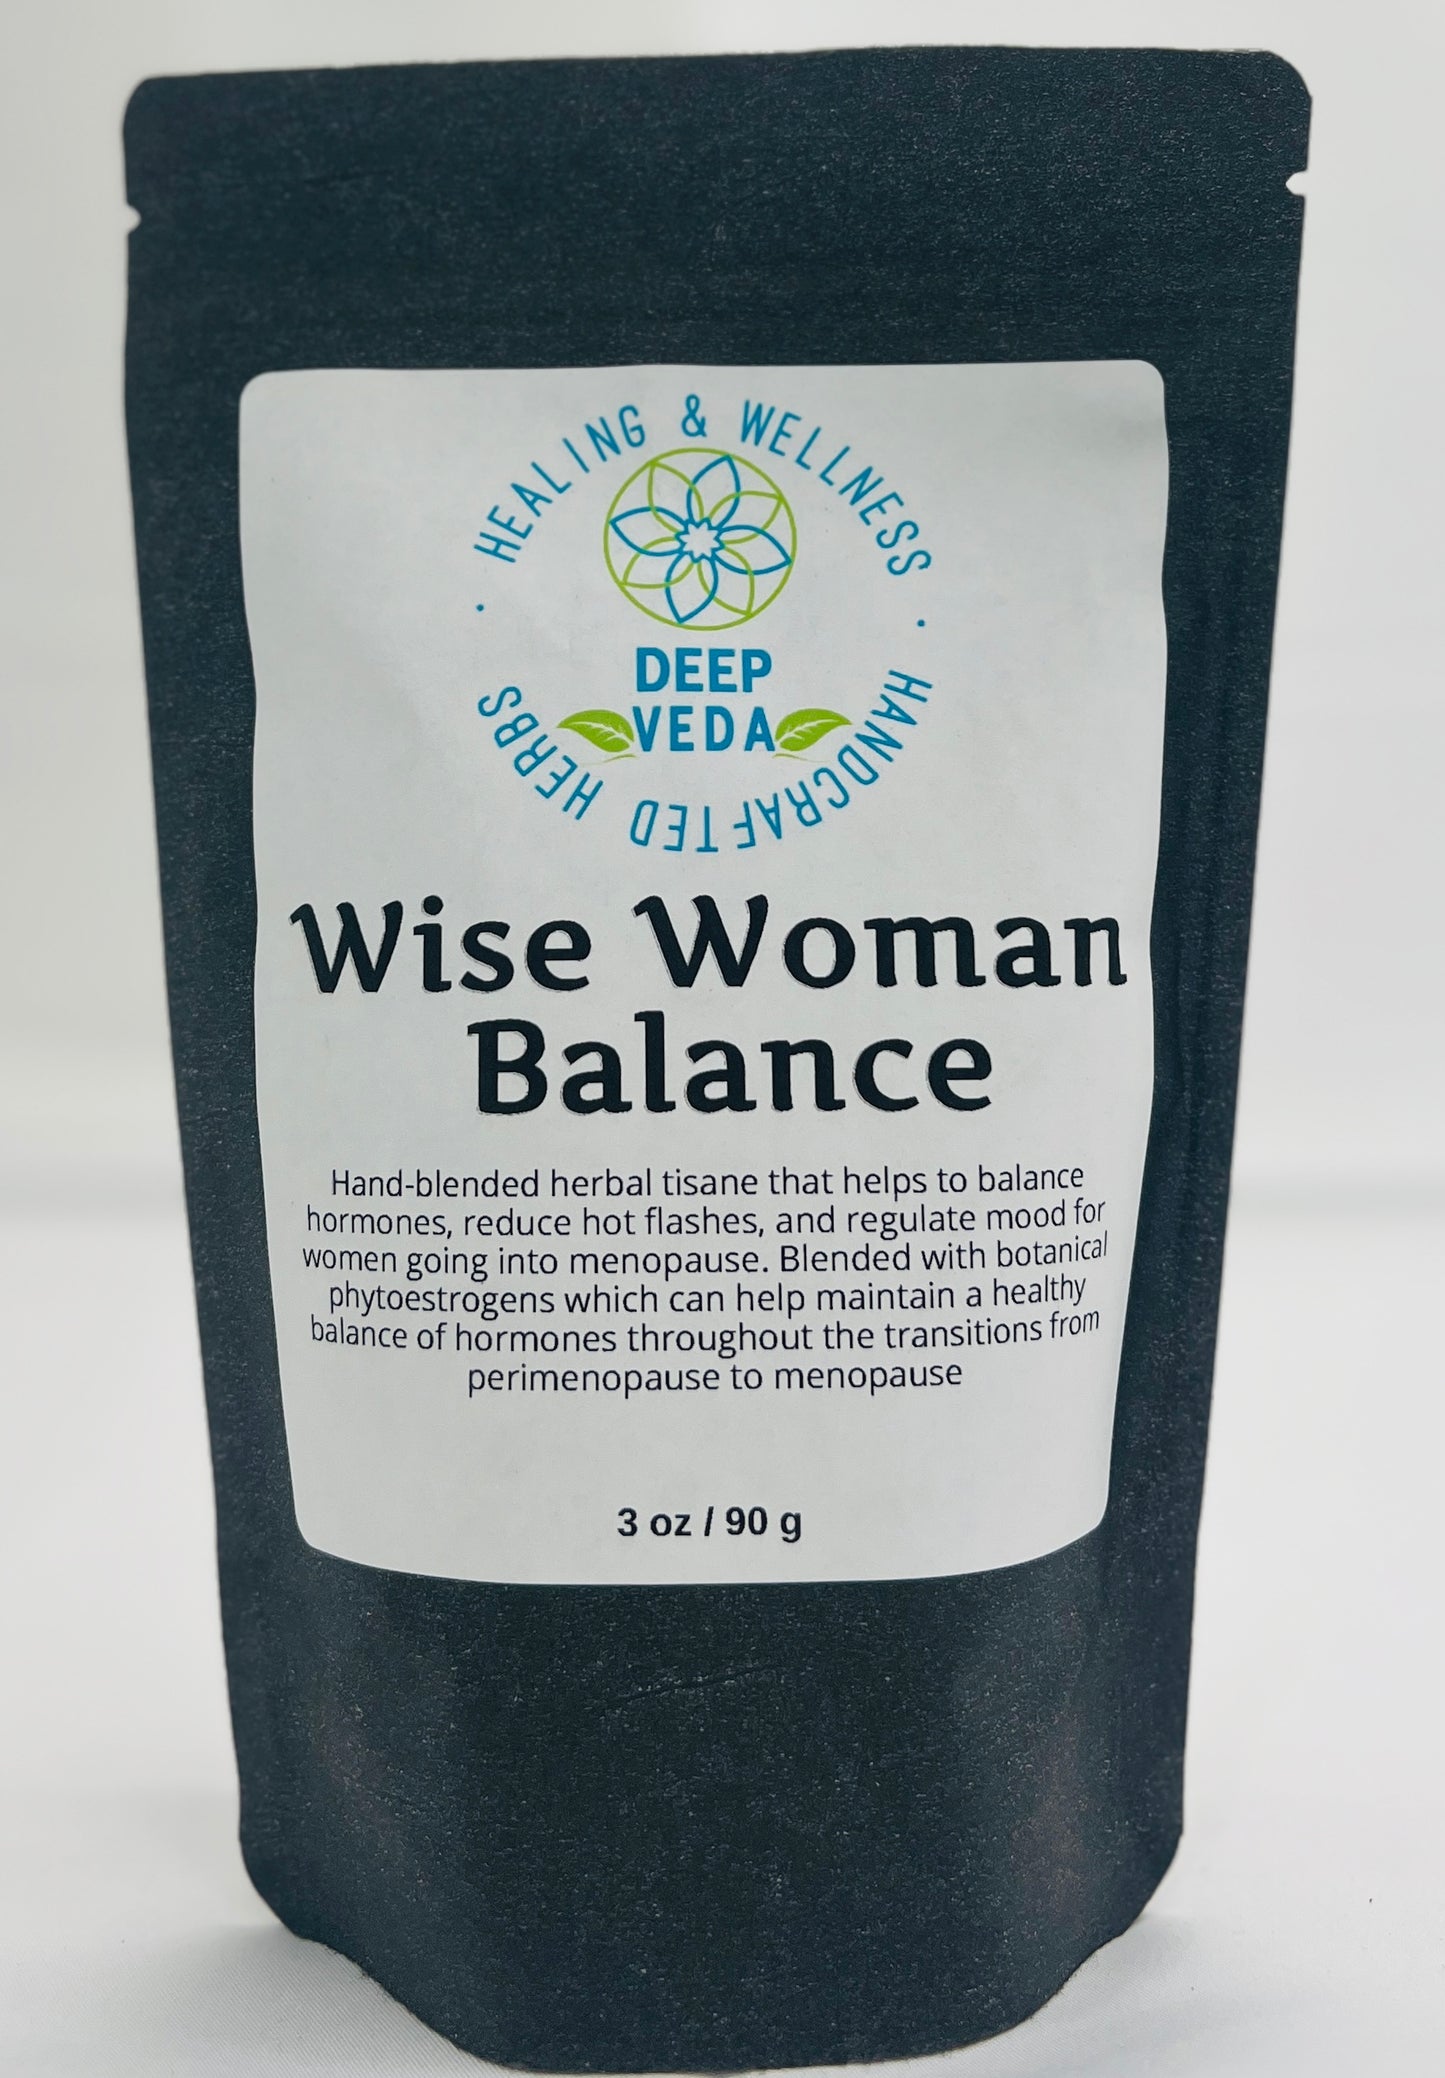 · HEALING & WELLNESS ·
HANDCRAFTED HERBS
DEEP
VEDA
Wise Woman
Balance
Hand-blended herbal tisane that helps to balance
hormones, reduce hot flashes, and regulate mood for
women going into menopause. Blended with botanical
phytoestrogens which can help maintain a healthy
balance of hormones throughout the transitions from
perimenopause to menopause
3 oz / 90 g